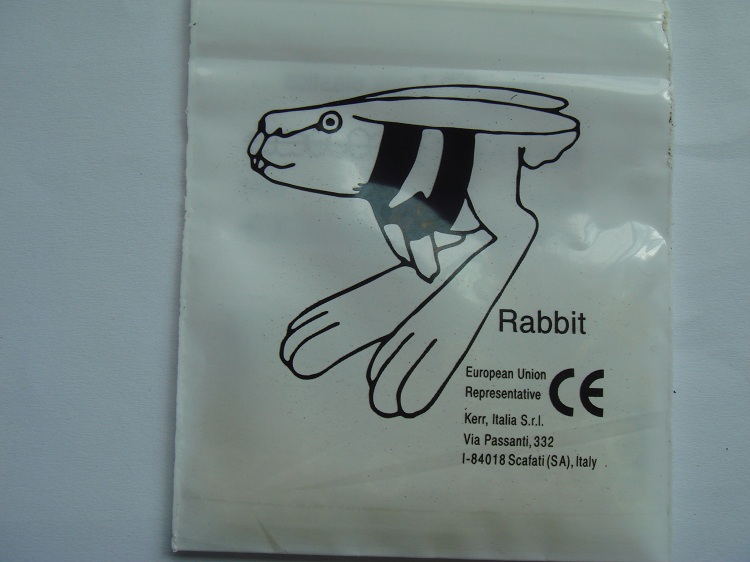 Rabbit
European Union
Representative
CE
Kerr, Italia S.r.l.
Via Passanti, 332
I-84018 Scafati (SA), Italy